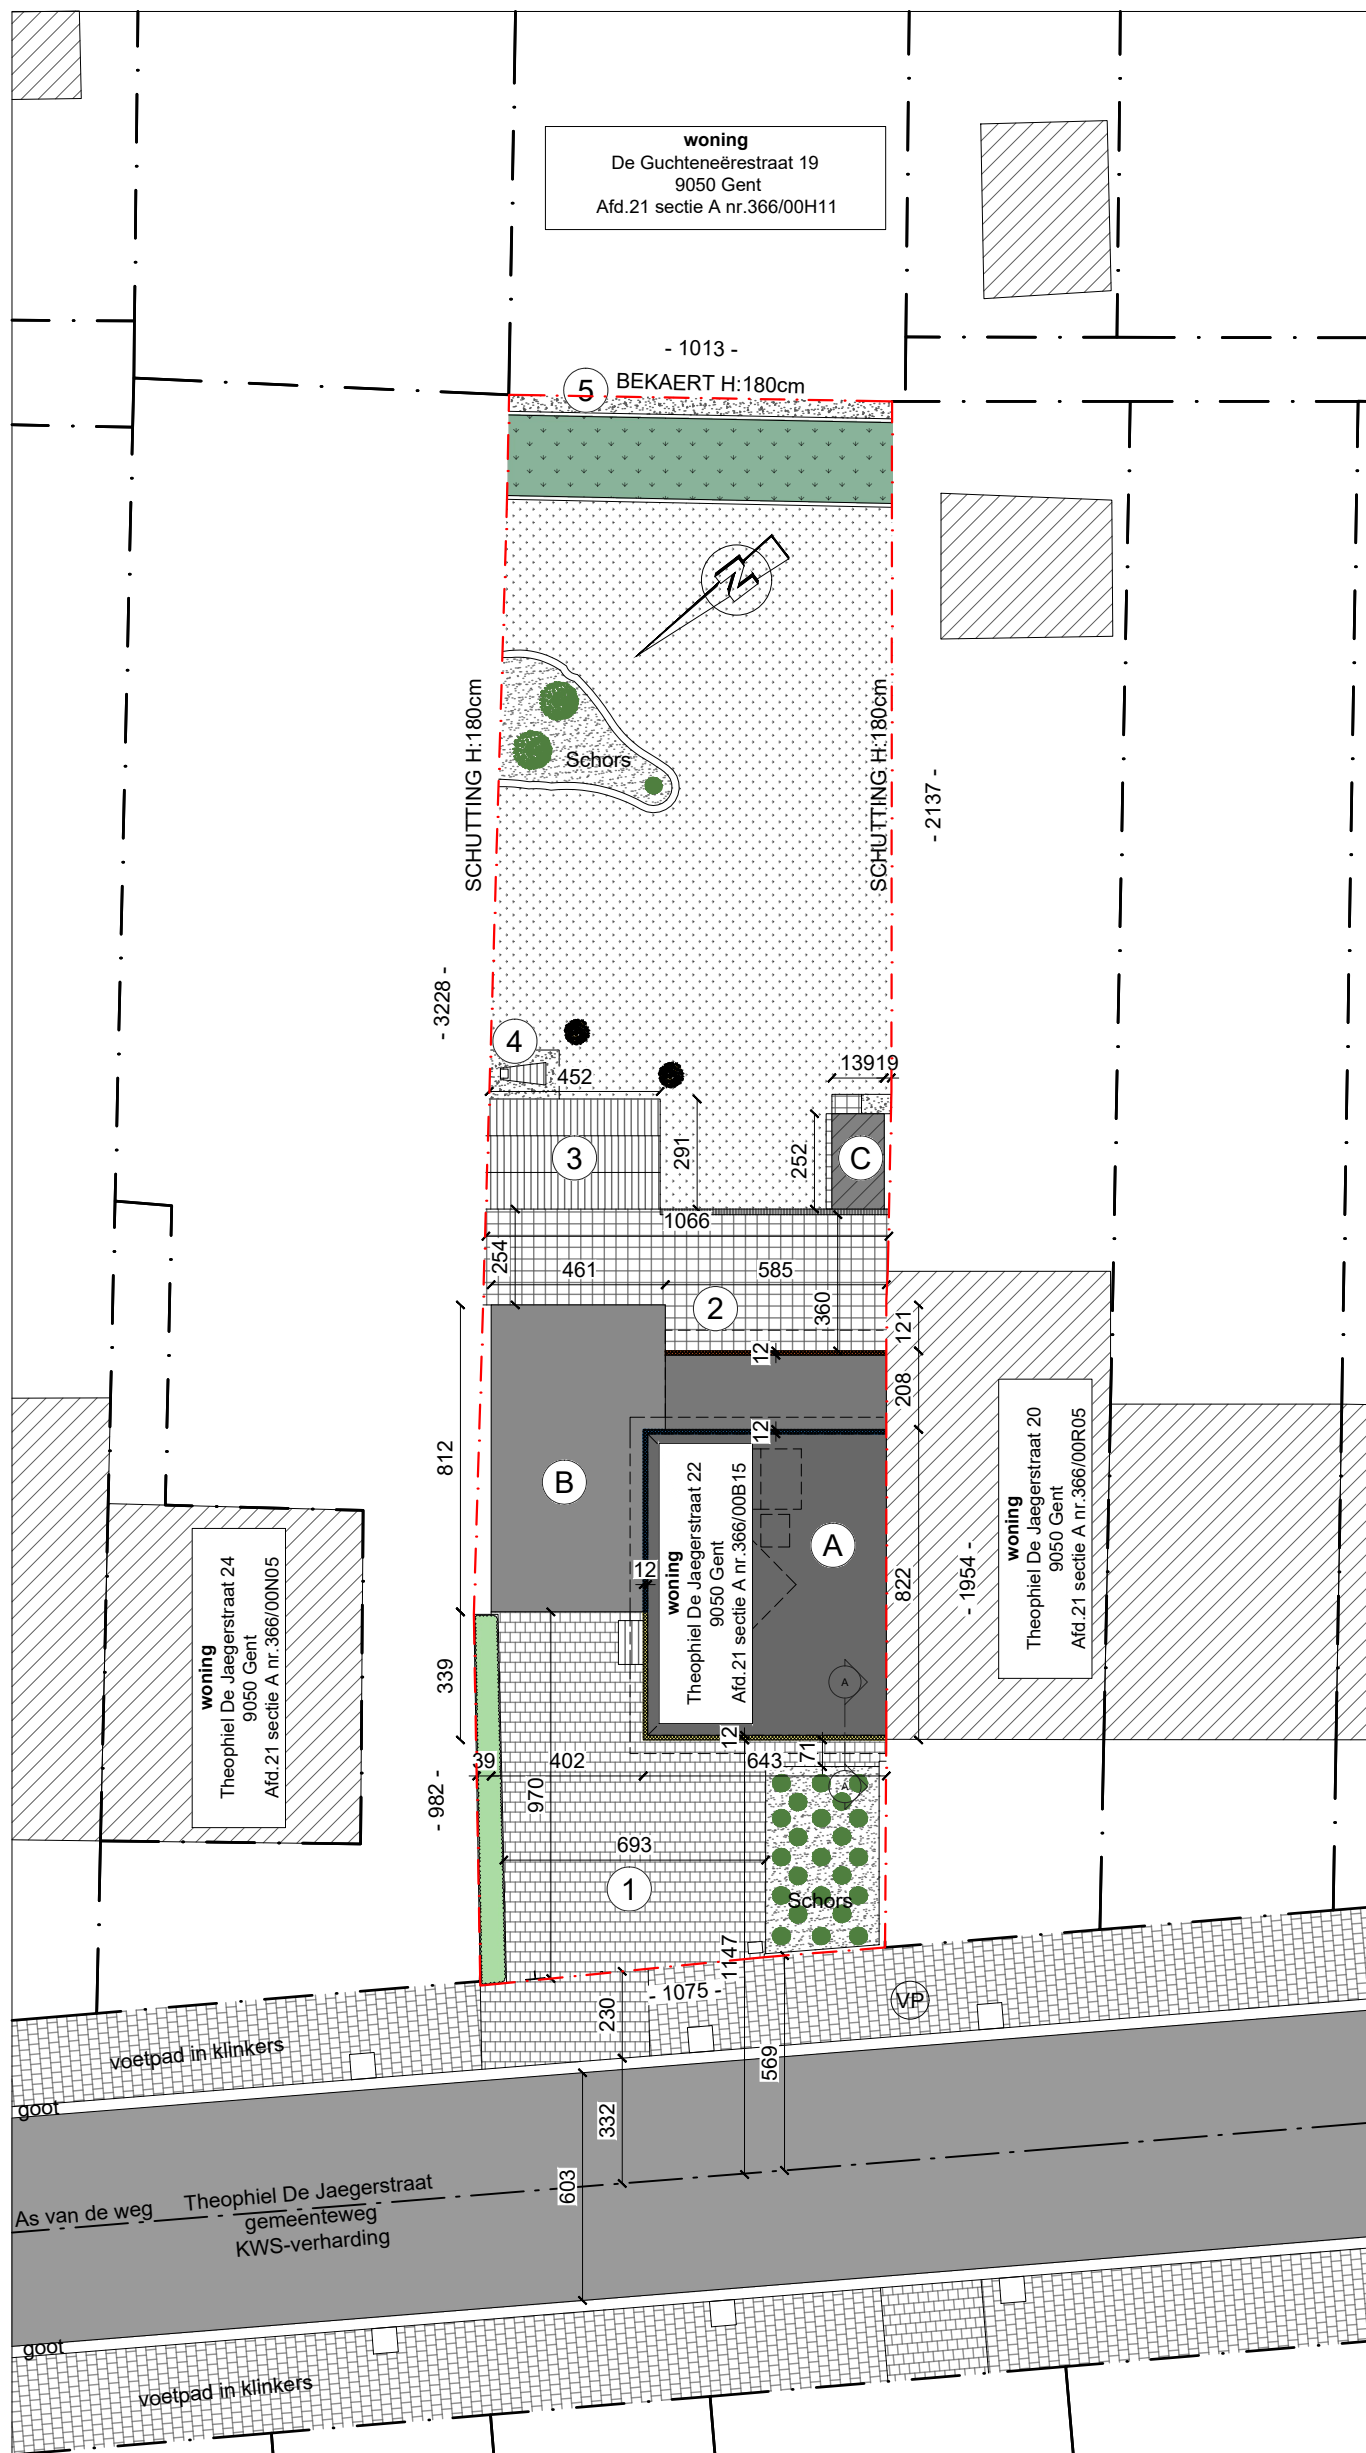 woning
De Guchteneërestraat 19
9050 Gent
Afd.21 sectie A nr.366/00H11
- 1013 -
5
BEKAERT H:180cm
N
SCHUTTING H:180cm
Schors
SCHUTTING H:180cm
- 2137 -
- 3228 -
4
452
139
19
3
291
252
C
1066
254
461
585
2
360
121
12
208
12
812
B
woning
Theophiel De Jaegerstraat 22
9050 Gent
Afd.21 sectie A nr.366/00B15
A
12
822
- 1954 -
woning
Theophiel De Jaegerstraat 20
9050 Gent
Afd.21 sectie A nr.366/00R05
woning
Theophiel De Jaegerstraat 24
9050 Gent
Afd.21 sectie A nr.366/00N05
339
A
12
71
39
402
643
A
- 982 -
970
693
1
Schors
1147
- 1075 -
230
VP
voetpad in klinkers
569
goot
332
603
As van de weg
Theophiel De Jaegerstraat
gemeenteweg
KWS-verharding
goot
voetpad in klinkers